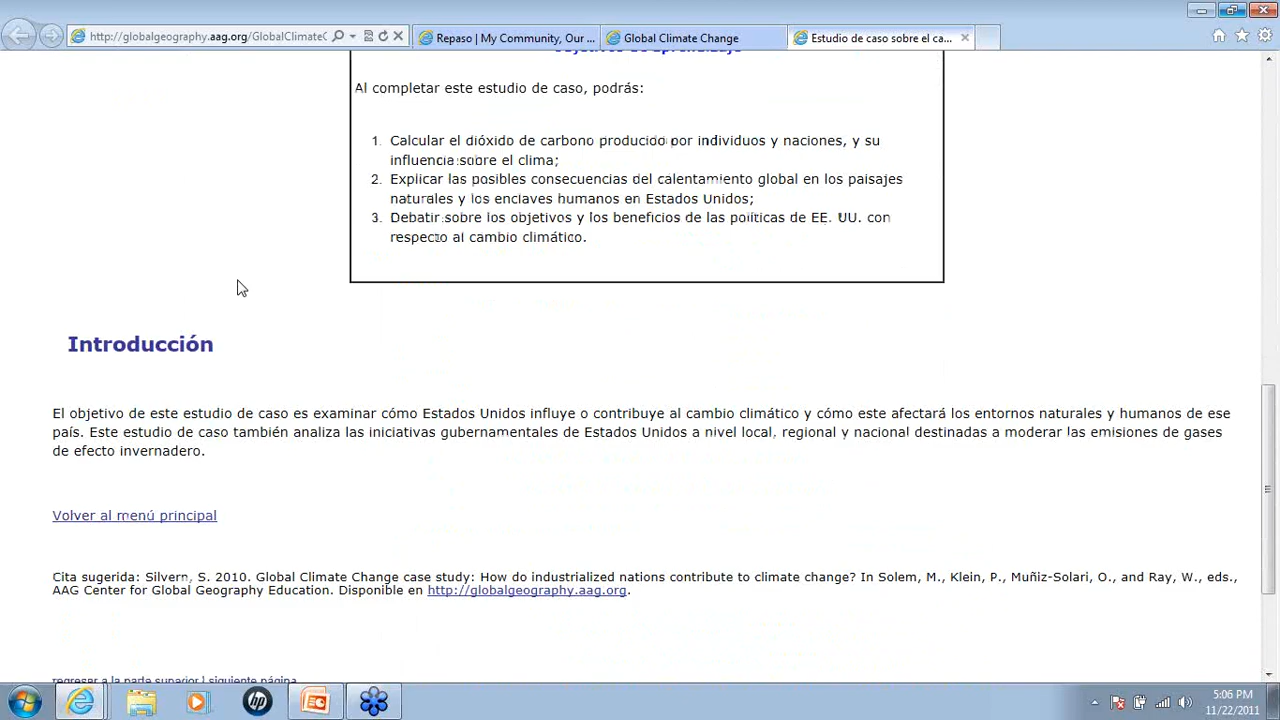 http://globalgeography.aag.org/GlobalClimateC
Repaso | My Community, Our ...
Global Climate Change
Estudio de caso sobre el ca...
Al completar este estudio de caso, podrás:
1. Calcular el dióxido de carbono producido por individuos y naciones, y su
influencia sobre el clima;
2. Explicar las posibles consecuencias del calentamiento global en los paisajes
naturales y los enclaves humanos en Estados Unidos;
3. Debatir sobre los objetivos y los beneficios de las políticas de EE. UU. con
respecto al cambio climático.
Introducción
El objetivo de este estudio de caso es examinar cómo Estados Unidos influye o contribuye al cambio climático y cómo este afectará los entornos naturales y humanos de ese
país. Este estudio de caso también analiza las iniciativas gubernamentales de Estados Unidos a nivel local, regional y nacional destinadas a moderar las emisiones de gases
de efecto invernadero.
Volver al menú principal
Cita sugerida: Silvern, S. 2010. Global Climate Change case study: How do industrialized nations contribute to climate change? In Solem, M., Klein, P., Muñiz-Solari, O., and Ray, W., eds.,
AAG Center for Global Geography Education. Disponible en http://globalgeography.aag.org.
regresar a la parte superior | siguiente página
5:06 PM
11/22/2011